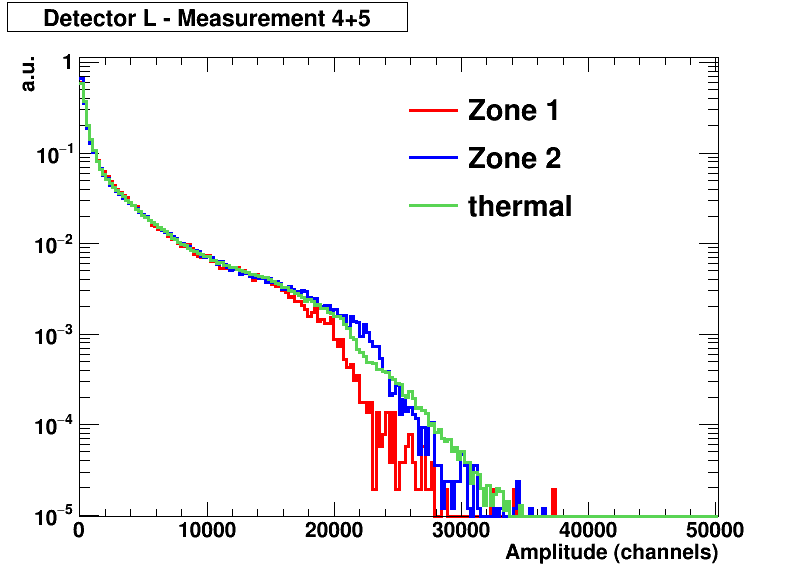 Detector L - Measurement 4+5
a.u.
1
10⁻¹
10⁻²
10⁻³
10⁻⁴
10⁻⁵
Zone 1
Zone 2
thermal
0 10000 20000 30000 40000 50000
Amplitude (channels)